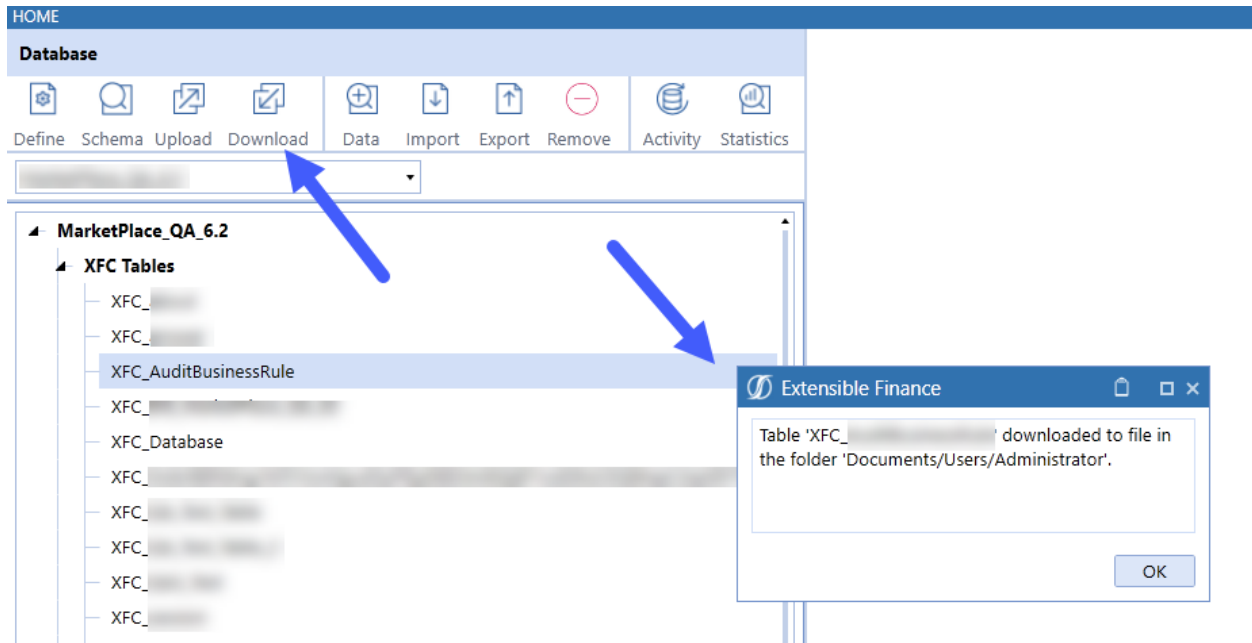 HOME
Database
Define Schema Upload Download Data Import Export Remove Activity Statistics
MarketPlace_QA_6.2
XFC Tables
XFC_
XFC_
XFC_AuditBusinessRule
XFC_
XFC_Database
XFC_
XFC_
XFC_
XFC_
XFC_
Extensible Finance
Table 'XFC_ ' downloaded to file in
the folder 'Documents/Users/Administrator'.
OK